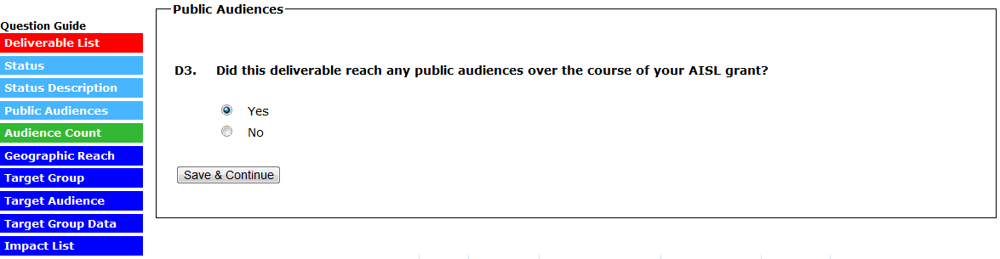 Question Guide
Deliverable List
Status
Status Description
Public Audiences
Audience Count
Geographic Reach
Target Group
Target Audience
Target Group Data
Impact List
Public Audiences
D3. Did this deliverable reach any public audiences over the course of your AISL grant?
Yes
No
Save & Continue